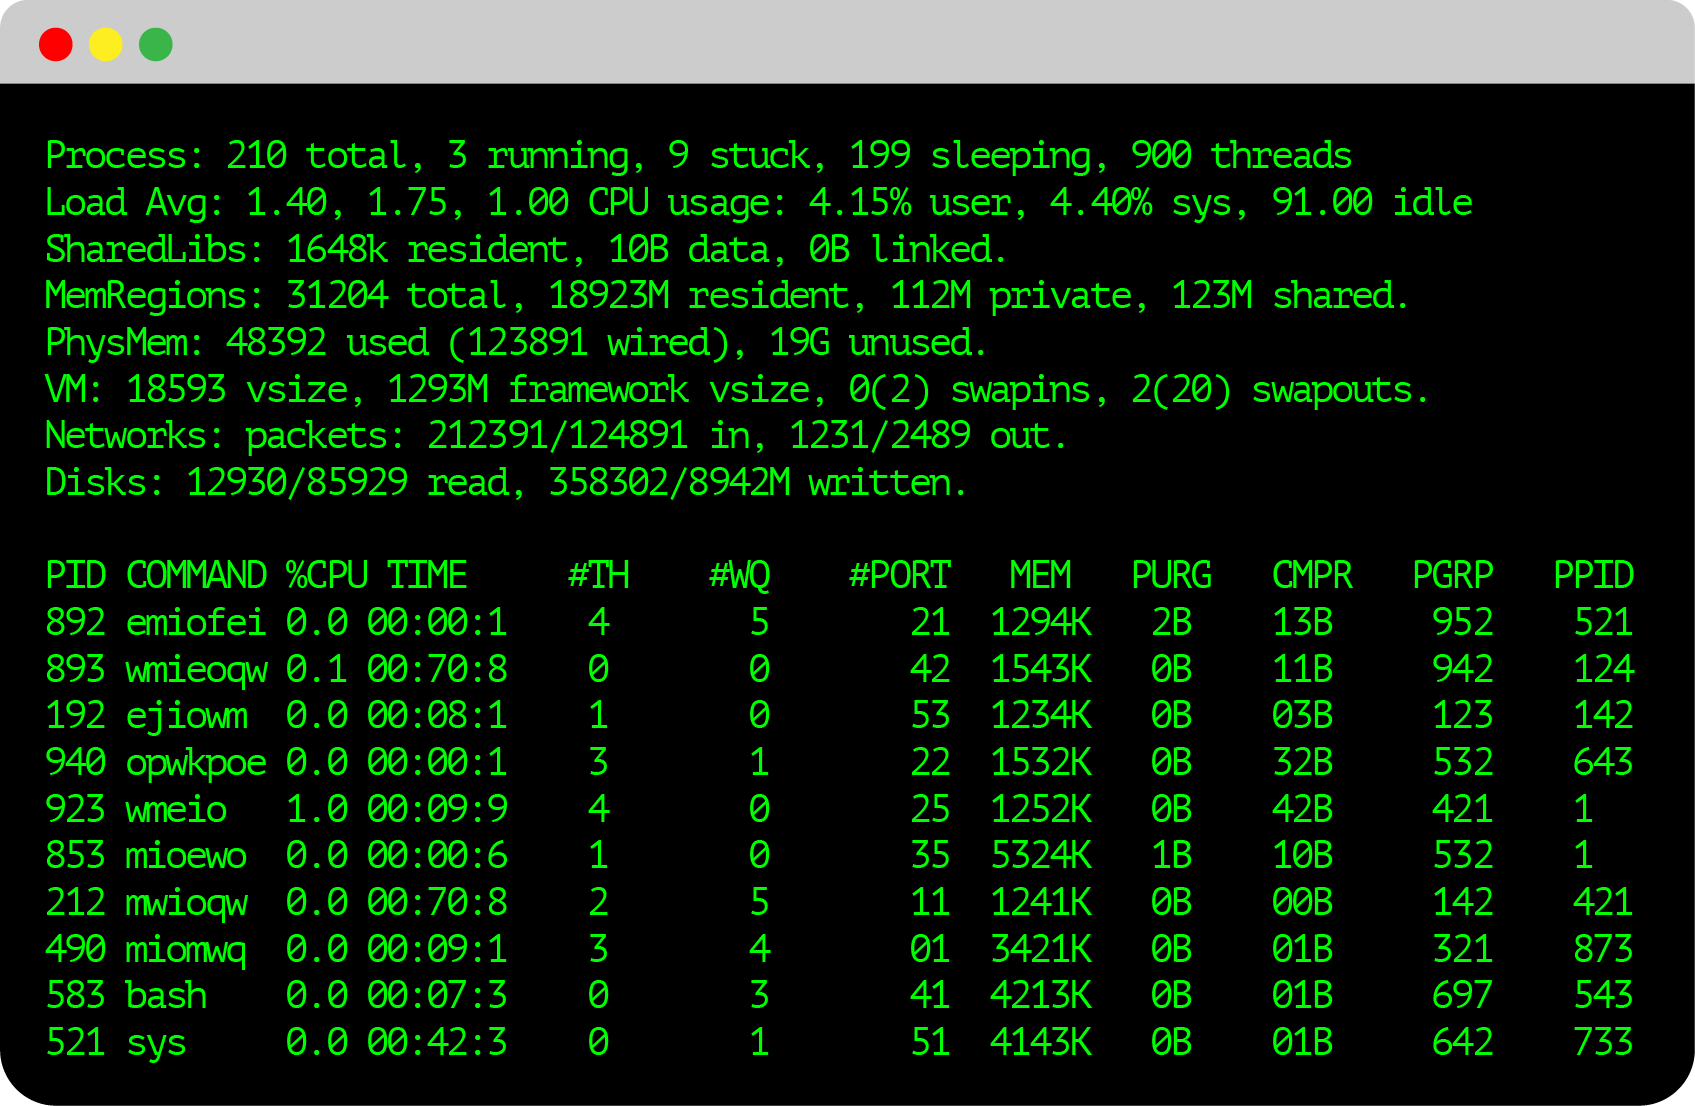 Process: 210 total, 3 running, 9 stuck, 199 sleeping, 900 threads
Load Avg: 1.40, 1.75, 1.00 CPU usage: 4.15% user, 4.40% sys, 91.00 idle
SharedLibs: 1648k resident, 10B data, 0B linked.
MemRegions: 31204 total, 18923M resident, 112M private, 123M shared.
PhysMem: 48392 used (123891 wired), 19G unused.
VM: 18593 vsize, 1293M framework vsize, 0(2) swapins, 2(20) swapouts.
Networks: packets: 212391/124891 in, 1231/2489 out.
Disks: 12930/85929 read, 358302/8942M written.
PID COMMAND %CPU TIME #TH #WQ #PORT MEM PURG CMPR PGRP PPID
892 emiofei 0.0 00:00:1 4 5 21 1294K 2B 13B 952 521
893 wmieoqw 0.1 00:70:8 0 0 42 1543K 0B 11B 942 124
192 ejiowm 0.0 00:08:1 1 0 53 1234K 0B 03B 123 142
940 opwkpoe 0.0 00:00:1 3 1 22 1532K 0B 32B 532 643
923 wmeio 1.0 00:09:9 4 0 25 1252K 0B 42B 421 1
853 mioewo 0.0 00:00:6 1 0 35 5324K 1B 10B 532 1
212 mwioqw 0.0 00:70:8 2 5 11 1241K 0B 00B 142 421
490 miomwq 0.0 00:09:1 3 4 01 3421K 0B 01B 321 873
583 bash 0.0 00:07:3 0 3 41 4213K 0B 01B 697 543
521 sys 0.0 00:42:3 0 1 51 4143K 0B 01B 642 733